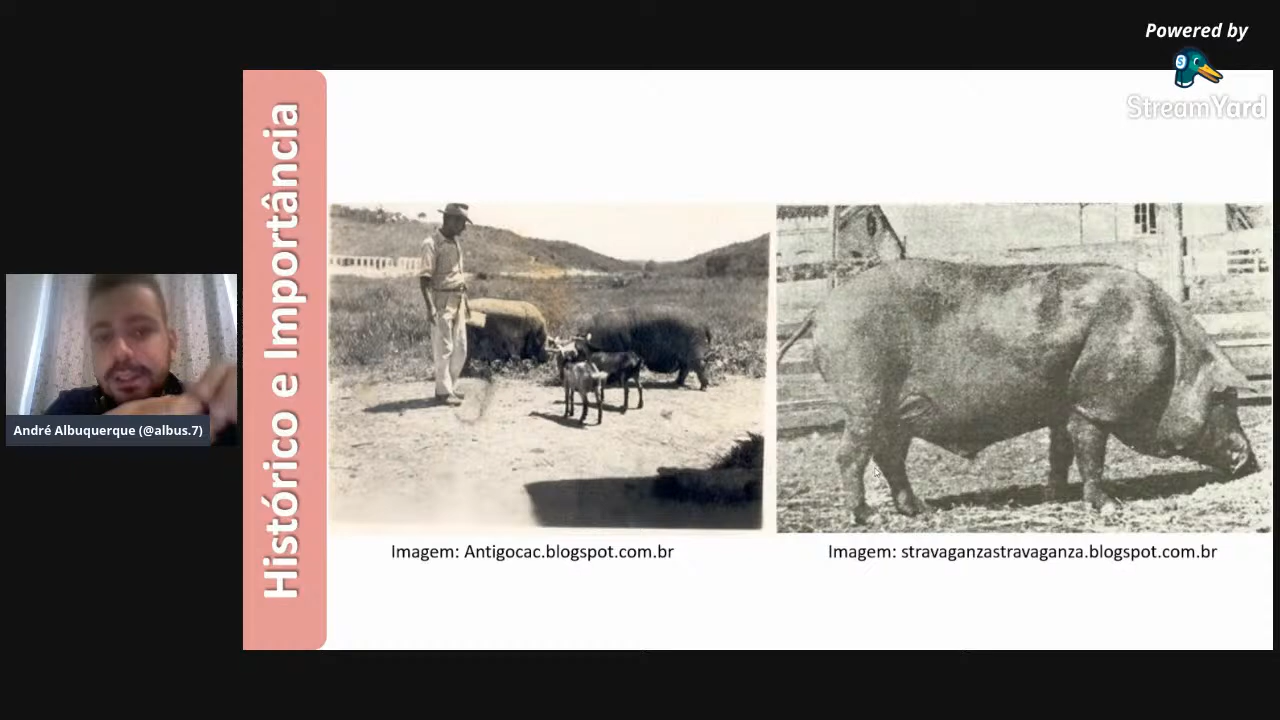 Powered by
StreamYard
Histórico e Importância
André Albuquerque (@albus.7)
Imagem: Antigocac.blogspot.com.br
Imagem: stravaganzastravaganza.blogspot.com.br